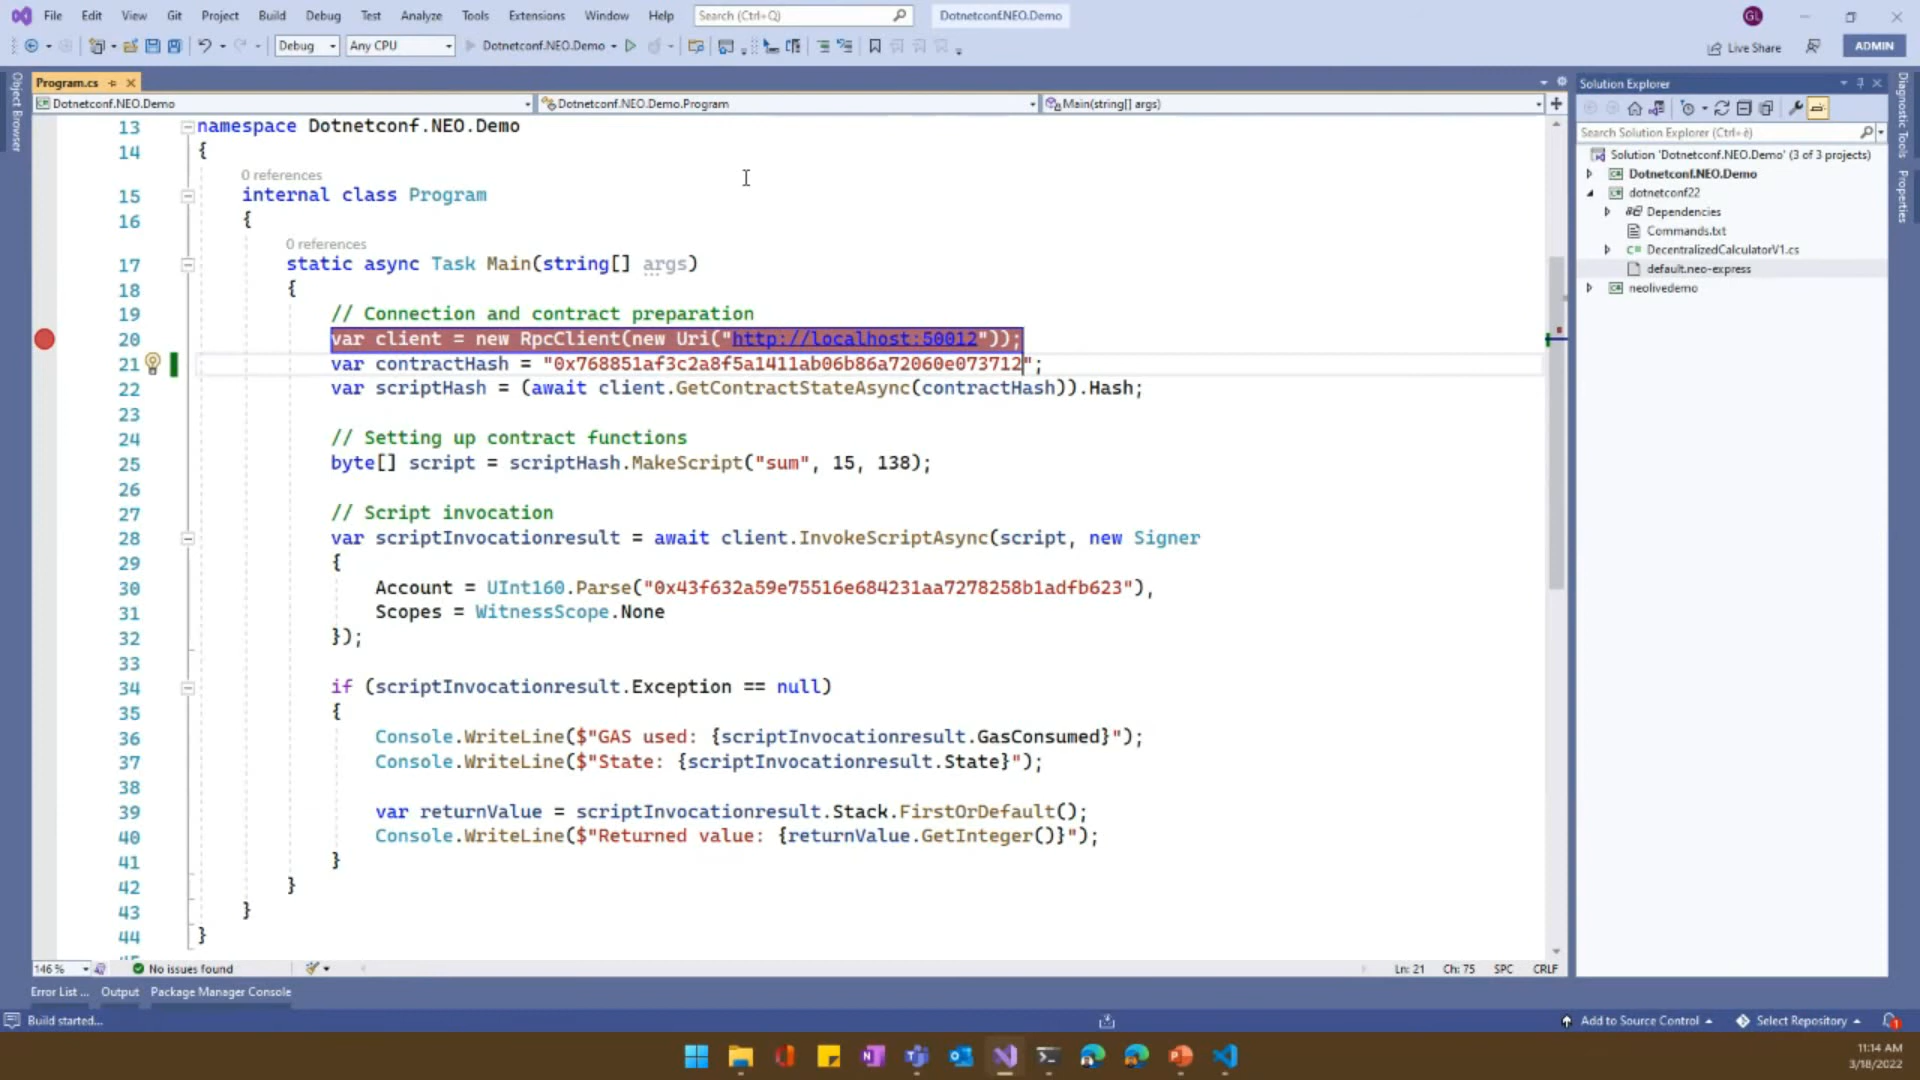 File Edit View Git Project Build Debug Test Analyze Tools Extensions Window Help Search (Ctrl+Q) Dotnetconf.NEO.Demo GL
Debug Any CPU Dotnetconf.NEO.Demo Live Share ADMIN
Object Browser
Program.cs
Dotnetconf.NEO.Demo Dotnetconf.NEO.Demo.Program Main(string[] args)
13 namespace Dotnetconf.NEO.Demo
14 {
0 references
15 internal class Program
16 {
0 references
17 static async Task Main(string[] args)
18 {
19 // Connection and contract preparation
20 var client = new RpcClient(new Uri("http://localhost:50012"));
21 var contractHash = "0x768851af3c2a8f5a1411ab06b86a72060e073712";
22 var scriptHash = (await client.GetContractStateAsync(contractHash)).Hash;
23
24 // Setting up contract functions
25 byte[] script = scriptHash.MakeScript("sum", 15, 138);
26
27 // Script invocation
28 var scriptInvocationresult = await client.InvokeScriptAsync(script, new Signer
29 {
30 Account = UInt160.Parse("0x43f632a59e75516e684231aa7278258b1adfb623"),
31 Scopes = WitnessScope.None
32 });
33
34 if (scriptInvocationresult.Exception == null)
35 {
36 Console.WriteLine($"GAS used: {scriptInvocationresult.GasConsumed}");
37 Console.WriteLine($"State: {scriptInvocationresult.State}");
38
39 var returnValue = scriptInvocationresult.Stack.FirstOrDefault();
40 Console.WriteLine($"Returned value: {returnValue.GetInteger()}");
41 }
42 }
43 }
44 }
146 % No issues found Ln: 21 Ch: 75 SPC CRLF
Error List ... Output Package Manager Console
Solution Explorer
Search Solution Explorer (Ctrl+è)
Solution 'Dotnetconf.NEO.Demo' (3 of 3 projects)
Dotnetconf.NEO.Demo
dotnetconf22
Dependencies
Commands.txt
C# DecentralizedCalculatorV1.cs
default.neo-express
neolivedemo
Diagnostic Tools
Properties
Build started... Add to Source Control Select Repository 1
11:14 AM
3/18/2022